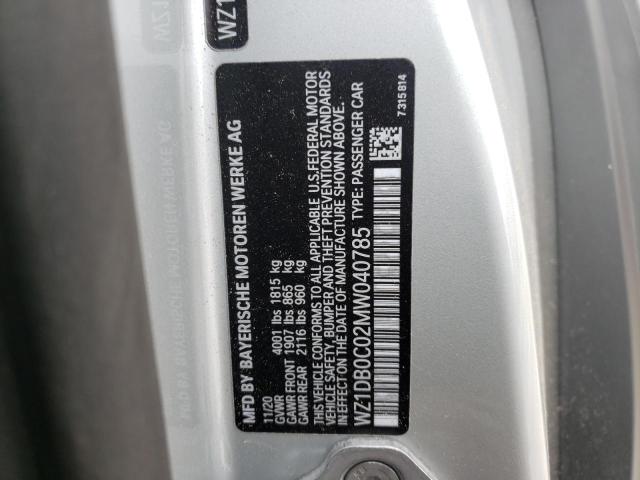 MFD BY BAYERISCHE MOTOREN WERKE AG
11/20
GVWR 4001 lbs 1815 kg
GAWR FRONT 1907 lbs 865 kg
GAWR REAR 2116 lbs 960 kg
THIS VEHICLE CONFORMS TO ALL APPLICABLE U.S.FEDERAL MOTOR
VEHICLE SAFETY, BUMPER AND THEFT PREVENTION STANDARDS
IN EFFECT ON THE DATE OF MANUFACTURE SHOWN ABOVE.
WZ1DB0C02MW040785 TYPE: PASSENGER CAR
7315814
WZ1